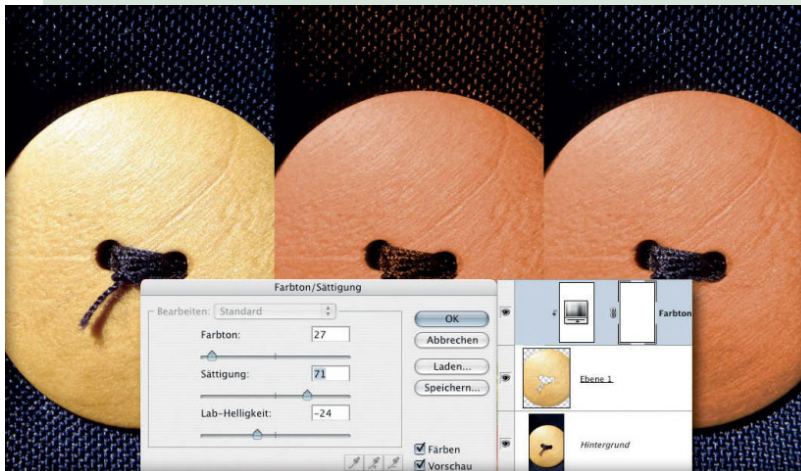 Farbton/Sättigung
Bearbeiten: Standard
Farbton: 27
Sättigung: 71
Lab-Helligkeit: -24
OK
Abbrechen
Laden...
Speichern...
Färben
Vorschau
Farbton
Ebene 1
Hintergrund